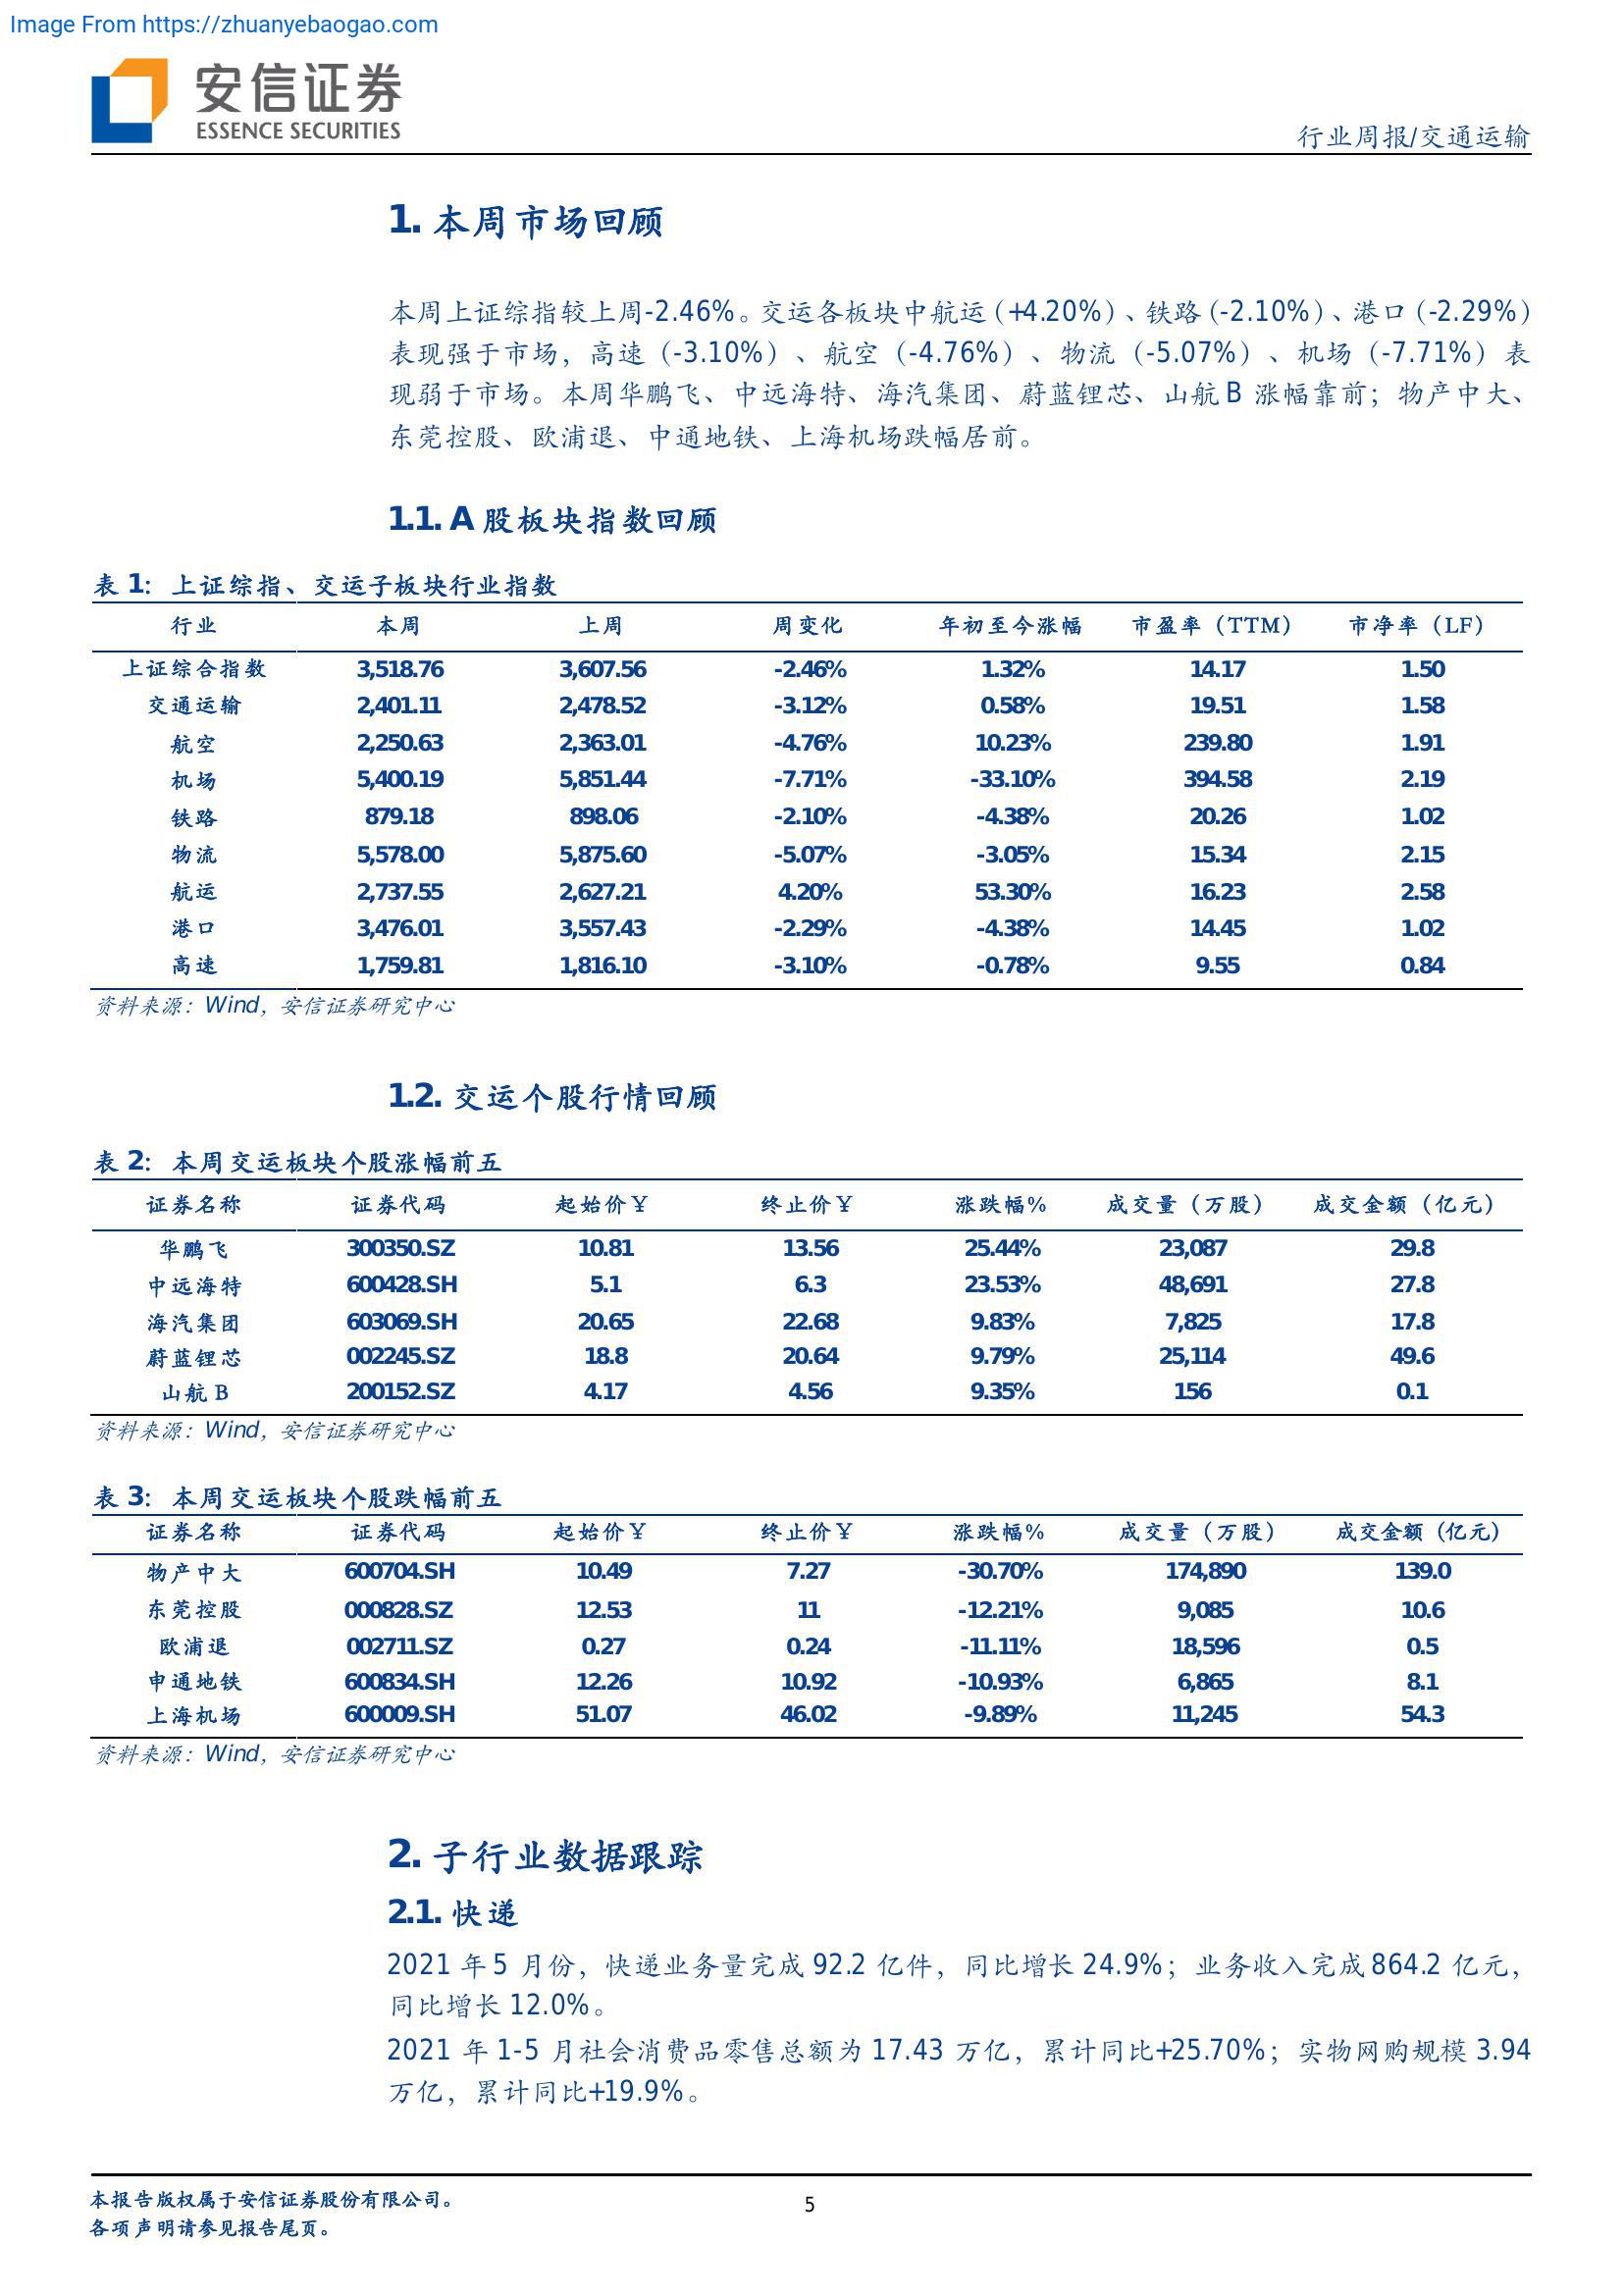 Image From https://zhuanyebaogao.com
安信证券
ESSENCE SECURITIES
行业周报/交通运输
1. 本周市场回顾
本周上证综指较上周-2.46%。交运各板块中航运（+4.20%）、铁路（-2.10%）、港口（-2.29%）
表现强于市场，高速（-3.10%）、航空（-4.76%）、物流（-5.07%）、机场（-7.71%）表
现弱于市场。本周华鹏飞、中远海特、海汽集团、蔚蓝锂芯、山航 B 涨幅靠前；物产中大、
东莞控股、欧浦退、中通地铁、上海机场跌幅居前。
1.1. A 股板块指数回顾
表 1：上证综指、交运子板块行业指数
行业 本周 上周 周变化 年初至今涨幅 市盈率（TTM） 市净率（LF）
上证综合指数 3,518.76 3,607.56 -2.46% 1.32% 14.17 1.50
交通运输 2,401.11 2,478.52 -3.12% 0.58% 19.51 1.58
航空 2,250.63 2,363.01 -4.76% 10.23% 239.80 1.91
机场 5,400.19 5,851.44 -7.71% -33.10% 394.58 2.19
铁路 879.18 898.06 -2.10% -4.38% 20.26 1.02
物流 5,578.00 5,875.60 -5.07% -3.05% 15.34 2.15
航运 2,737.55 2,627.21 4.20% 53.30% 16.23 2.58
港口 3,476.01 3,557.43 -2.29% -4.38% 14.45 1.02
高速 1,759.81 1,816.10 -3.10% -0.78% 9.55 0.84
资料来源：Wind，安信证券研究中心
1.2. 交运个股行情回顾
表 2：本周交运板块个股涨幅前五
证券名称 证券代码 起始价￥ 终止价￥ 涨跌幅% 成交量（万股） 成交金额（亿元）
华鹏飞 300350.SZ 10.81 13.56 25.44% 23,087 29.8
中远海特 600428.SH 5.1 6.3 23.53% 48,691 27.8
海汽集团 603069.SH 20.65 22.68 9.83% 7,825 17.8
蔚蓝锂芯 002245.SZ 18.8 20.64 9.79% 25,114 49.6
山航 B 200152.SZ 4.17 4.56 9.35% 156 0.1
资料来源：Wind，安信证券研究中心
表 3：本周交运板块个股跌幅前五
证券名称 证券代码 起始价￥ 终止价￥ 涨跌幅% 成交量（万股） 成交金额（亿元）
物产中大 600704.SH 10.49 7.27 -30.70% 174,890 139.0
东莞控股 000828.SZ 12.53 11 -12.21% 9,085 10.6
欧浦退 002711.SZ 0.27 0.24 -11.11% 18,596 0.5
申通地铁 600834.SH 12.26 10.92 -10.93% 6,865 8.1
上海机场 600009.SH 51.07 46.02 -9.89% 11,245 54.3
资料来源：Wind，安信证券研究中心
2. 子行业数据跟踪
2.1. 快递
2021 年 5 月份，快递业务量完成 92.2 亿件，同比增长 24.9%；业务收入完成 864.2 亿元，
同比增长 12.0%。
2021 年 1-5 月社会消费品零售总额为 17.43 万亿，累计同比+25.70%；实物网购规模 3.94
万亿，累计同比+19.9%。
本报告版权属于安信证券股份有限公司。
5
各项声明请参见报告尾页。